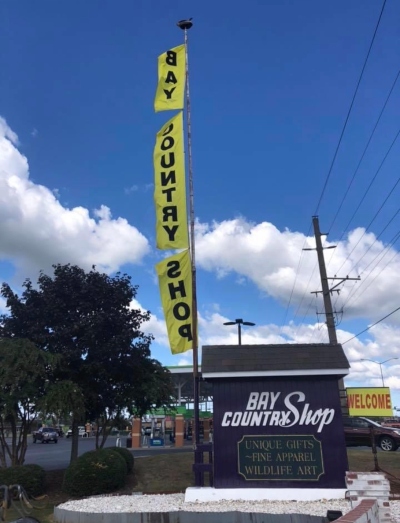 BAY
COUNTRY
SHOP
BAY
COUNTRY Shop
UNIQUE GIFTS
~FINE APPAREL
WILDLIFE ART
WELCOME